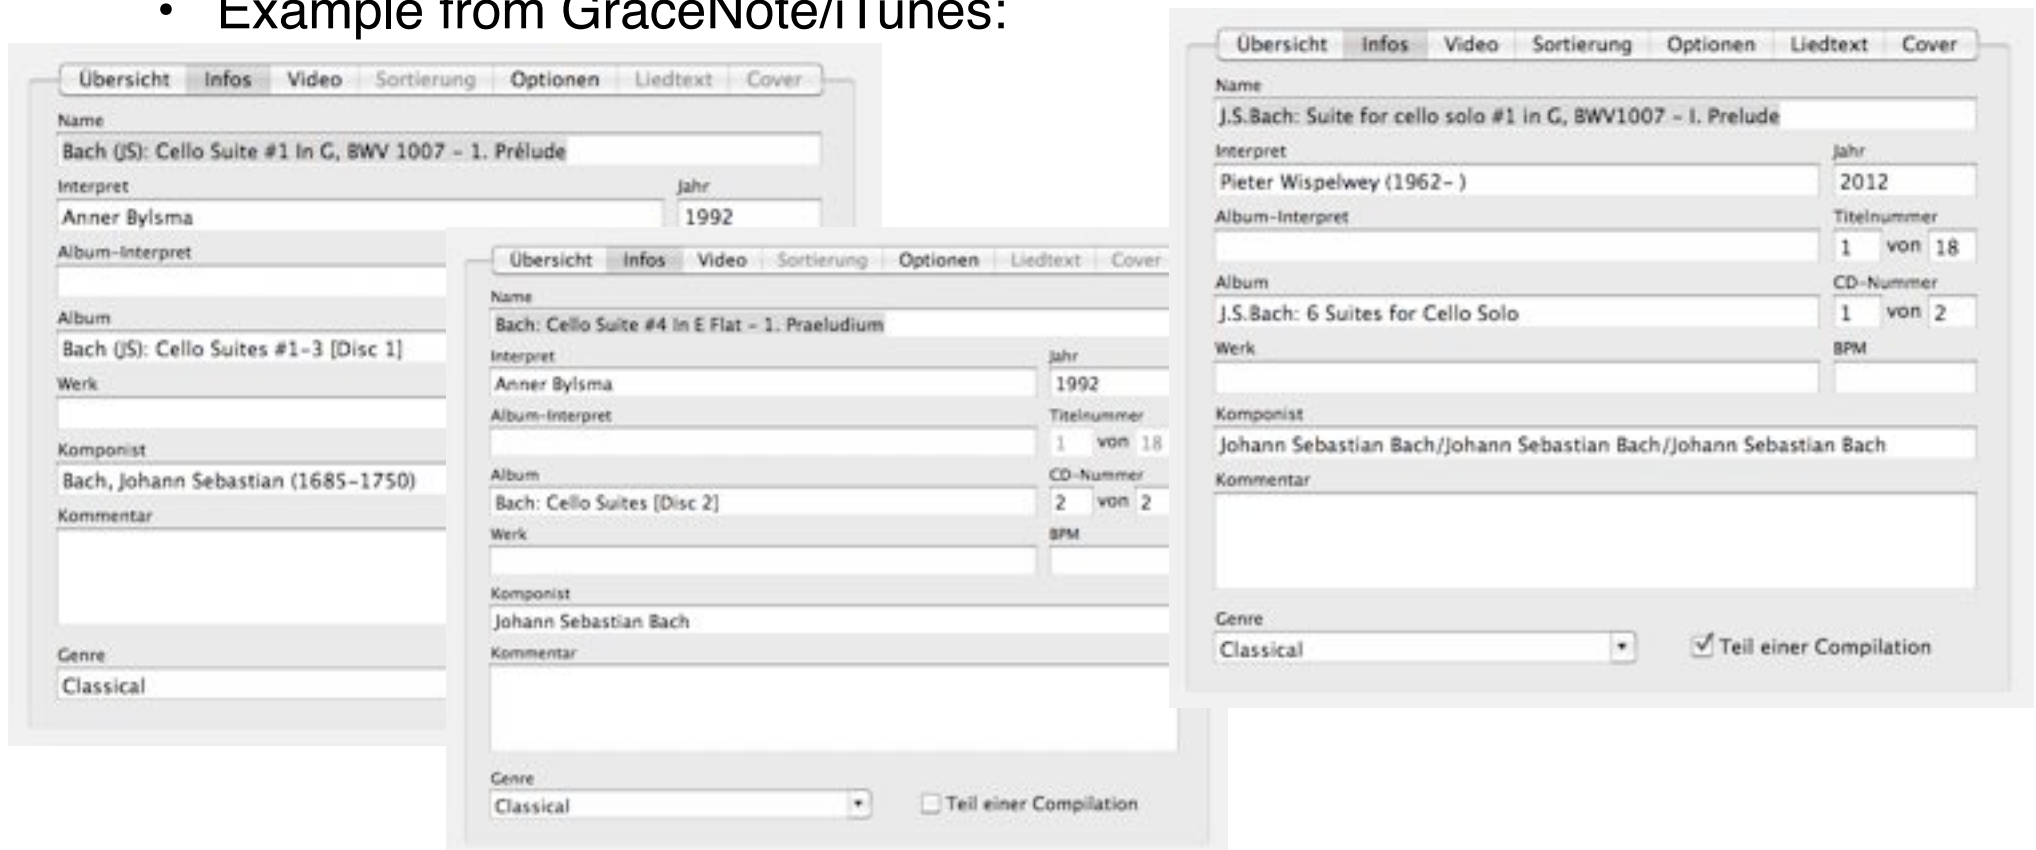 • Example from GraceNote/iTunes:
Übersicht Infos Video Sortierung Optionen Liedtext Cover
Name
Bach (JS): Cello Suite #1 In G, BWV 1007 - 1. Prélude
Interpret Jahr
Anner Bylsma 1992
Album-Interpret
Album
Bach (JS): Cello Suites #1-3 [Disc 1]
Werk
Komponist
Bach, Johann Sebastian (1685-1750)
Kommentar
Genre
Classical
Übersicht Infos Video Sortierung Optionen Liedtext Cover
Name
Bach: Cello Suite #4 In E Flat - 1. Praeludium
Interpret Jahr
Anner Bylsma 1992
Album-Interpret Titelnummer
1 von 18
Album CD-Nummer
Bach: Cello Suites [Disc 2] 2 von 2
Werk BPM
Komponist
Johann Sebastian Bach
Kommentar
Genre
Classical Teil einer Compilation
Übersicht Infos Video Sortierung Optionen Liedtext Cover
Name
J.S.Bach: Suite for cello solo #1 in G, BWV1007 - I. Prelude
Interpret Jahr
Pieter Wispelwey (1962- ) 2012
Album-Interpret Titelnummer
1 von 18
Album CD-Nummer
J.S.Bach: 6 Suites for Cello Solo 1 von 2
Werk BPM
Komponist
Johann Sebastian Bach/Johann Sebastian Bach/Johann Sebastian Bach
Kommentar
Genre
Classical Teil einer Compilation